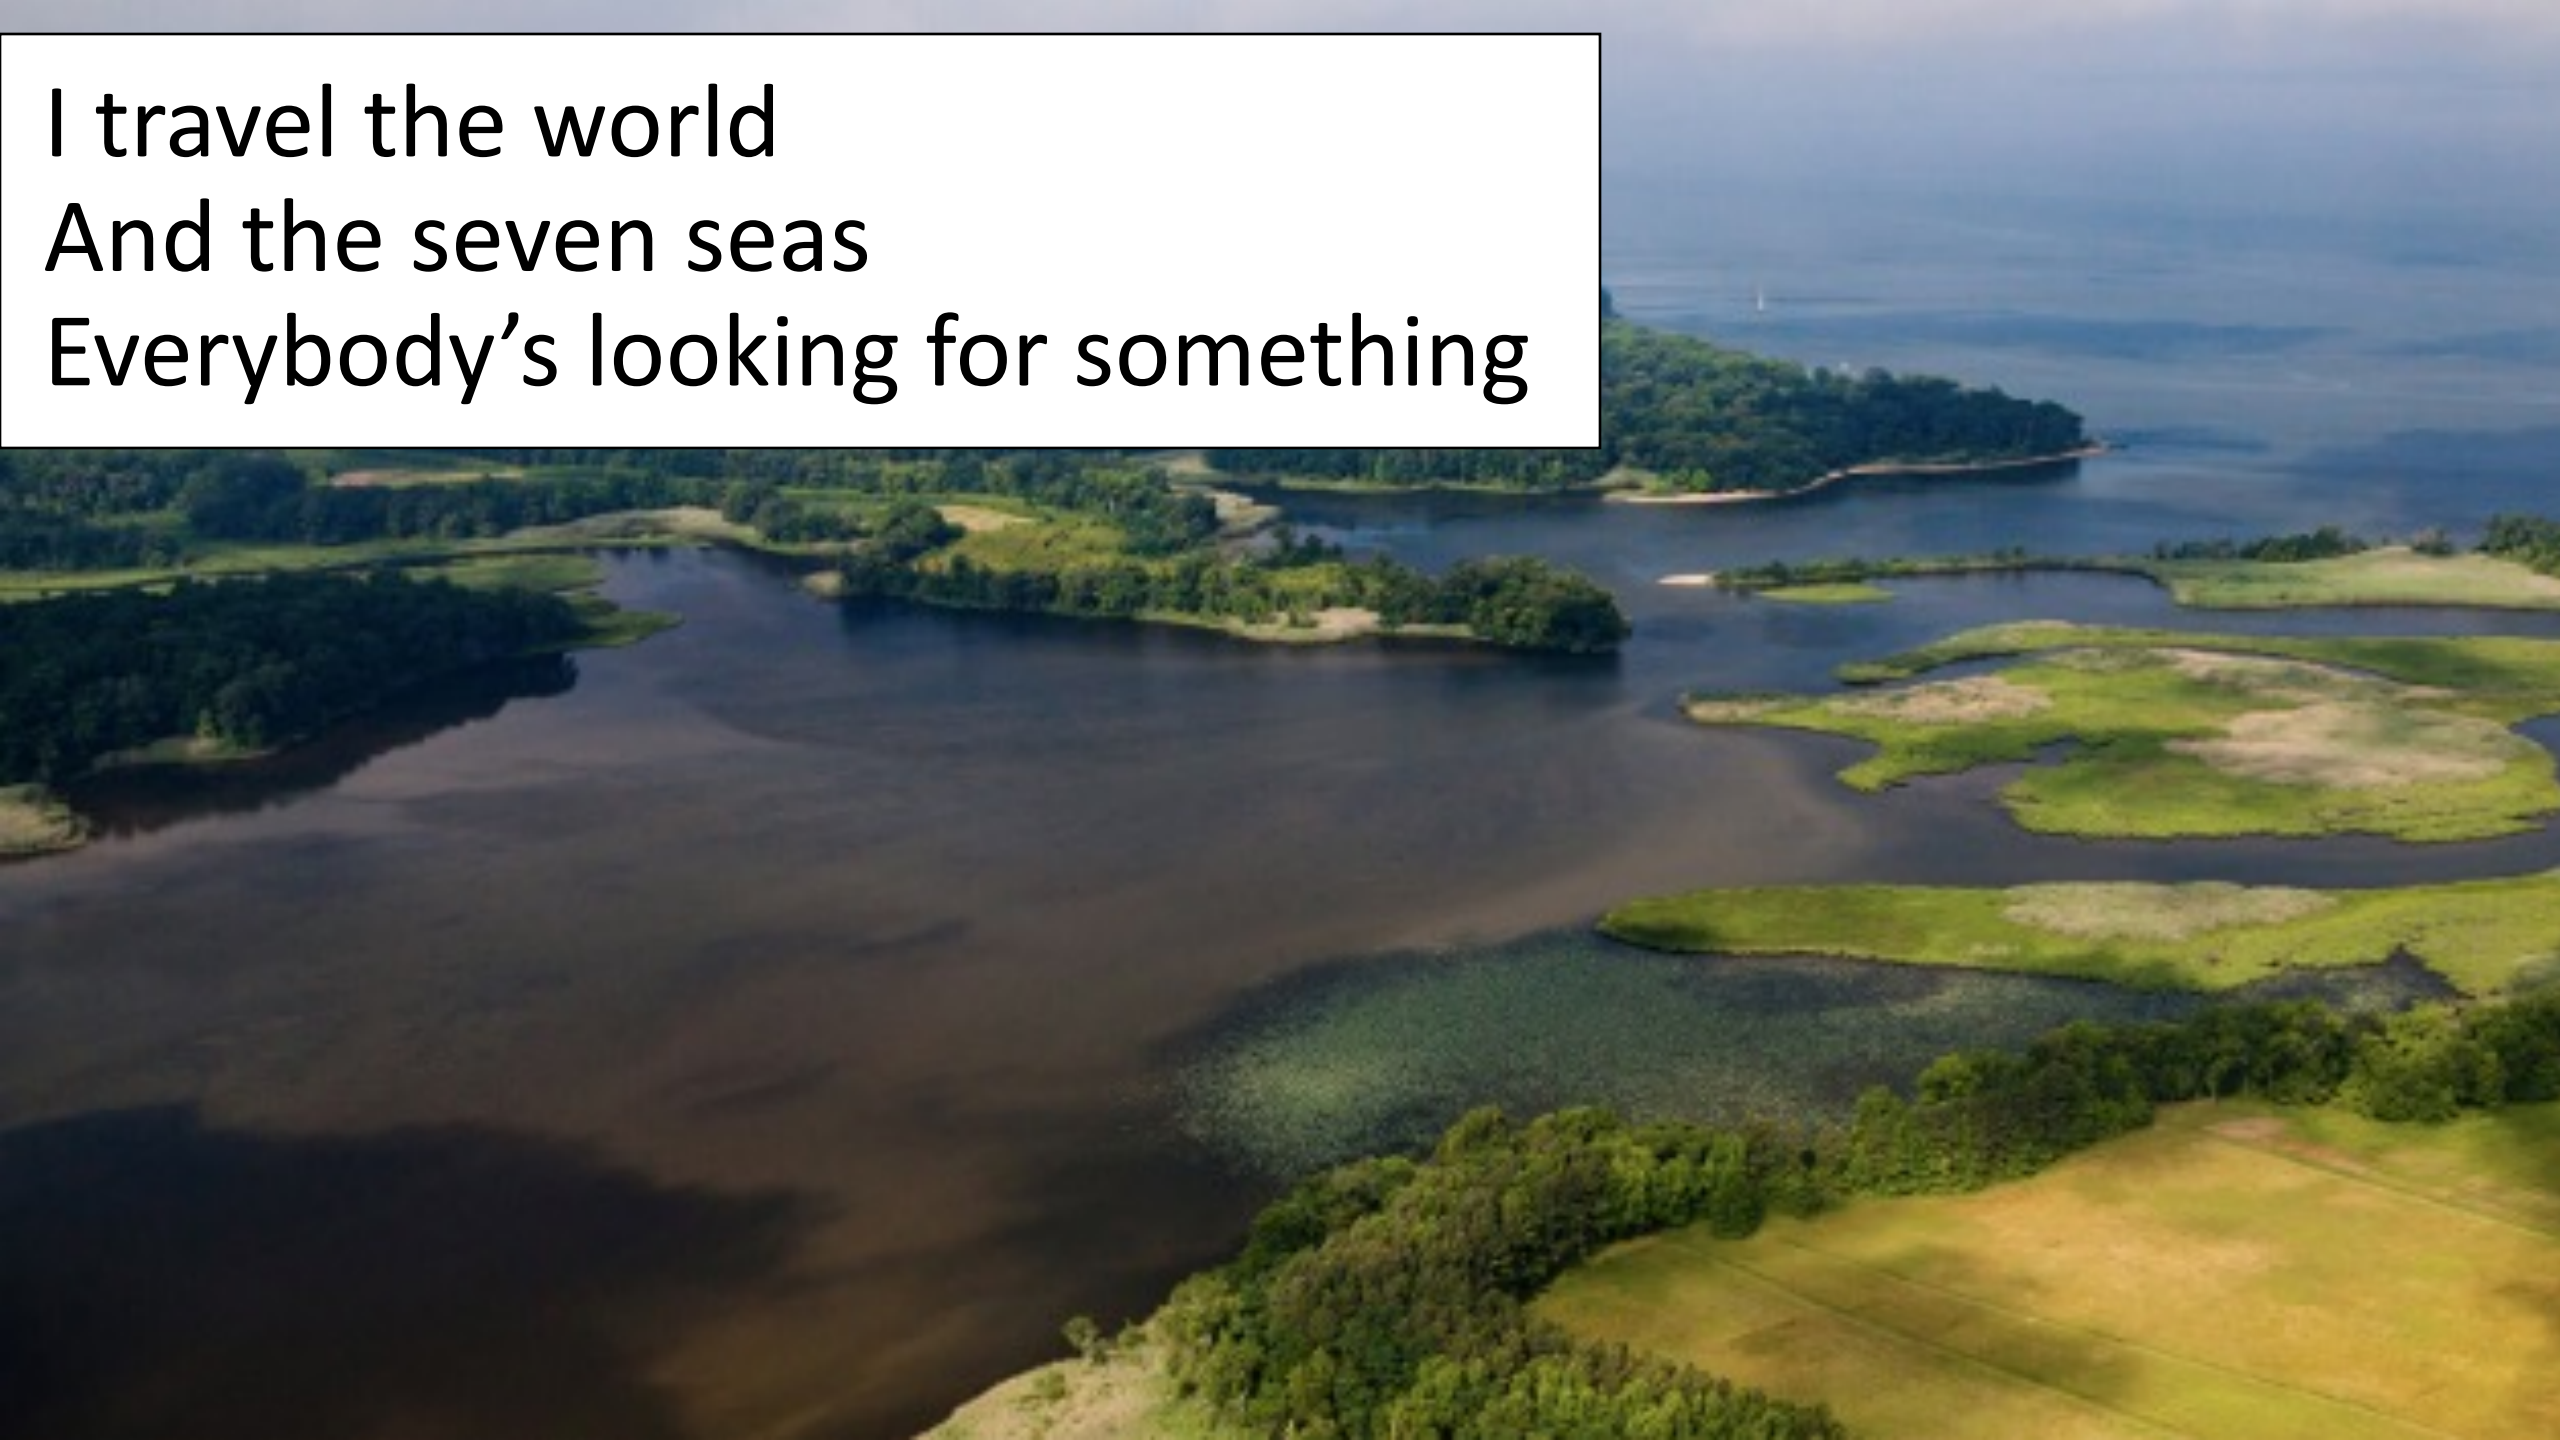 I travel the world
And the seven seas
Everybody’s looking for something